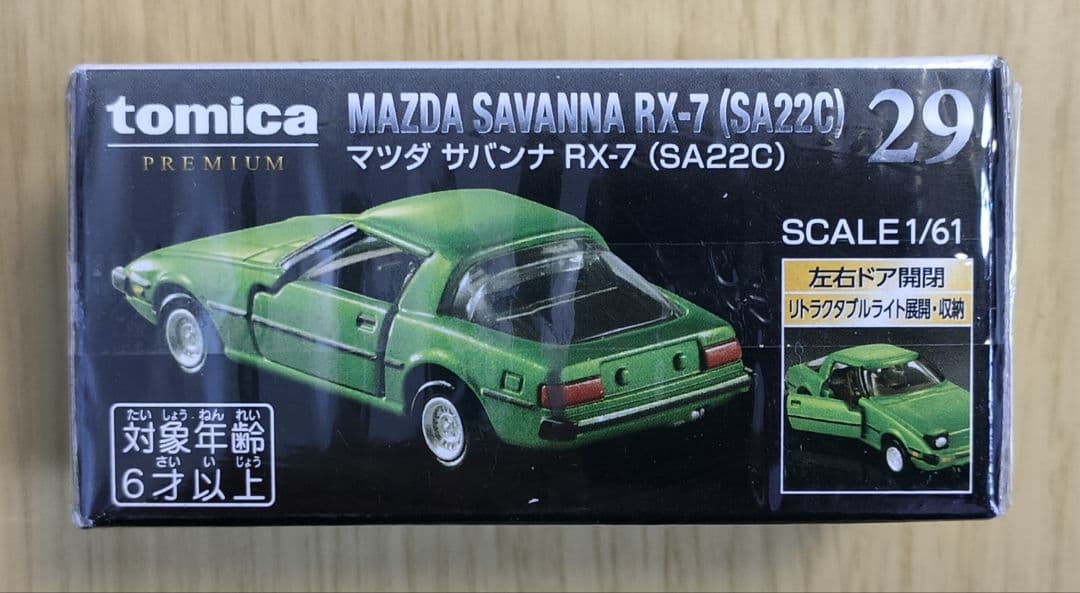 tomica
PREMIUM
MAZDA SAVANNA RX-7 (SA22C)
マツダ サバンナ RX-7 (SA22C)
29
SCALE 1/61
左右ドア開閉
リトラクタブルライト展開・収納
たい しょう ねん れい
対象年齢
さい い じょう
6才以上